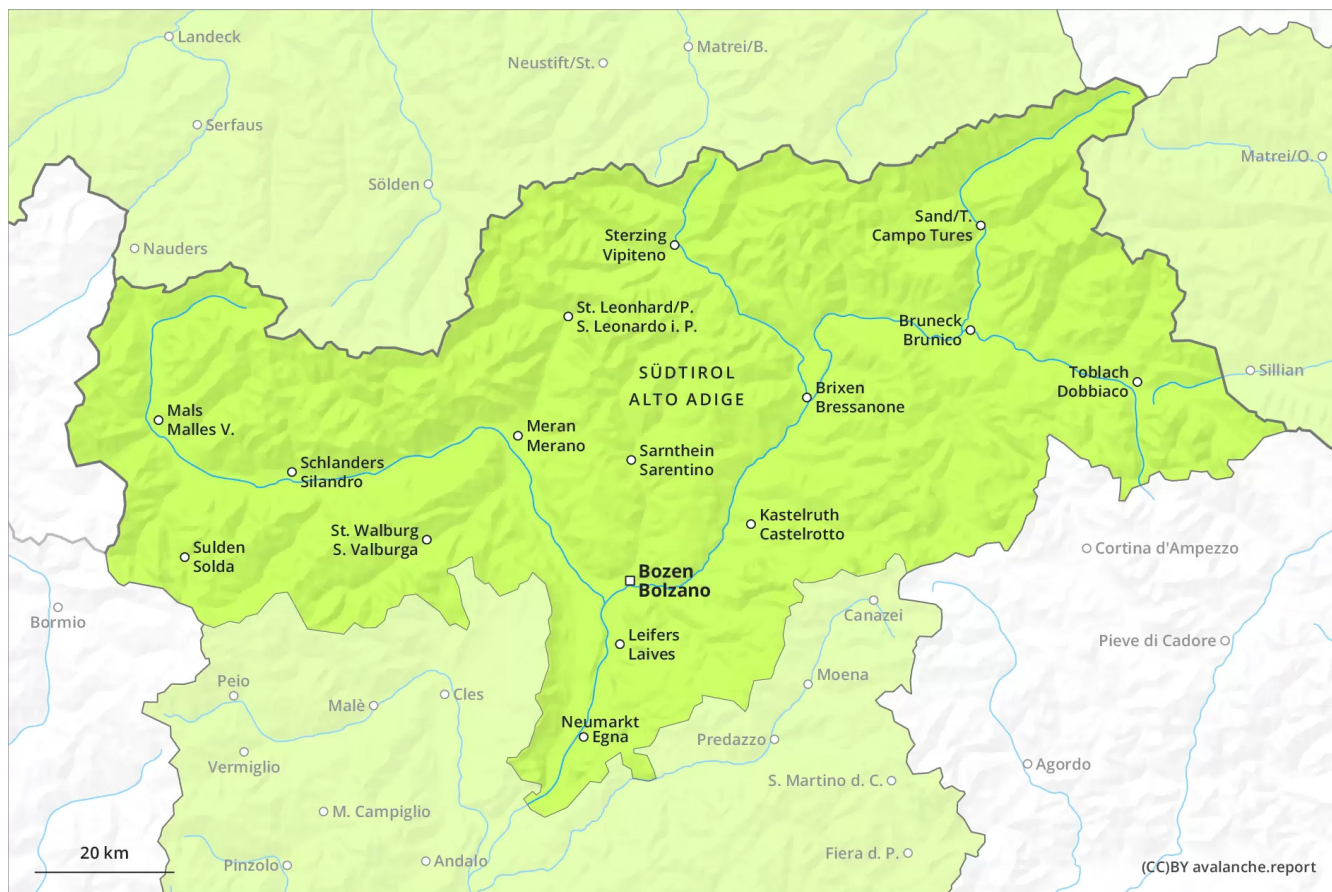 Landeck
Matrei/B.
Neustift/St.
Serfaus
Matrei/O.
Sölden
Sand/T.
Campo Tures
Sterzing
Vipiteno
Nauders
St. Leonhard/P.
S. Leonardo i. P.
Bruneck
Brunico
SÜDTIROL
ALTO ADIGE
Toblach
Dobbiaco
Sillian
Brixen
Bressanone
Mals
Malles V.
Meran
Merano
Sarnthein
Sarentino
Schlanders
Silandro
Kastelruth
Castelrotto
St. Walburg
S. Valburga
Sulden
Solda
Cortina d'Ampezzo
Bozen
Bolzano
Bormio
Canazei
Leifers
Laives
Pieve di Cadore
Moena
Peio
Cles
Malè
Neumarkt
Egna
Predazzo
Vermiglio
Agordo
S. Martino d. C.
M. Campiglio
20 km
Andalo
Pinzolo
Fiera d. P.
(CC)BY avalanche.report